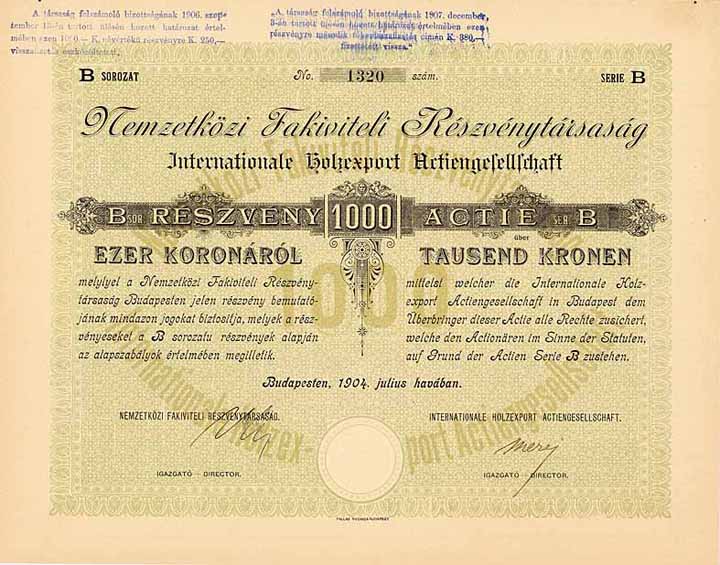 A társaság felszámoló bizottságának 1906. szep-
tember 13-án tartott ülésén hozott határozat értel-
mében ezen 1000.— K. névértékű részvényre K. 250,—
„A társaság felszámoló bizottságának 1907. december,
8-án tartott ülésén hozott határozat értelmében ezen
részvényre második címén K. 380,—
fizettetett vissza."
B SOROZAT
No. 1320 szám.
SERIE B
Nemzetközi Fakiviteli Részvénytársaság
Internationale Holzexport Actiengesellschaft
B SOR. RÉSZVÉNY 1000 ACTIE SER. B
EZER KORONÁRÓL
melylyel a Nemzetközi Fakiviteli Részvény-
társaság Budapesten jelen részvény bemutató-
jának mindazon jogokat biztosítja, melyek a rész-
vényeseket a B sorozatu részvények alapján
az alapszabályok értelmében megilletik.
über
TAUSEND KRONEN
mittelst welcher die Internationale Holz-
export Actiengesellschaft in Budapest dem
Überbringer dieser Actie alle Rechte zusichert,
welche den Actionären im Sinne der Statuten,
auf Grund der Actien Serie B zustehen.
Budapesten, 1904. julius havában.
NEMZETKÖZI FAKIVITELI RÉSZVÉNYTÁRSASÁG.
IGAZGATÓ — DIRECTOR.
INTERNATIONALE HOLZEXPORT ACTIENGESELLSCHAFT.
IGAZGATÓ — DIRECTOR.